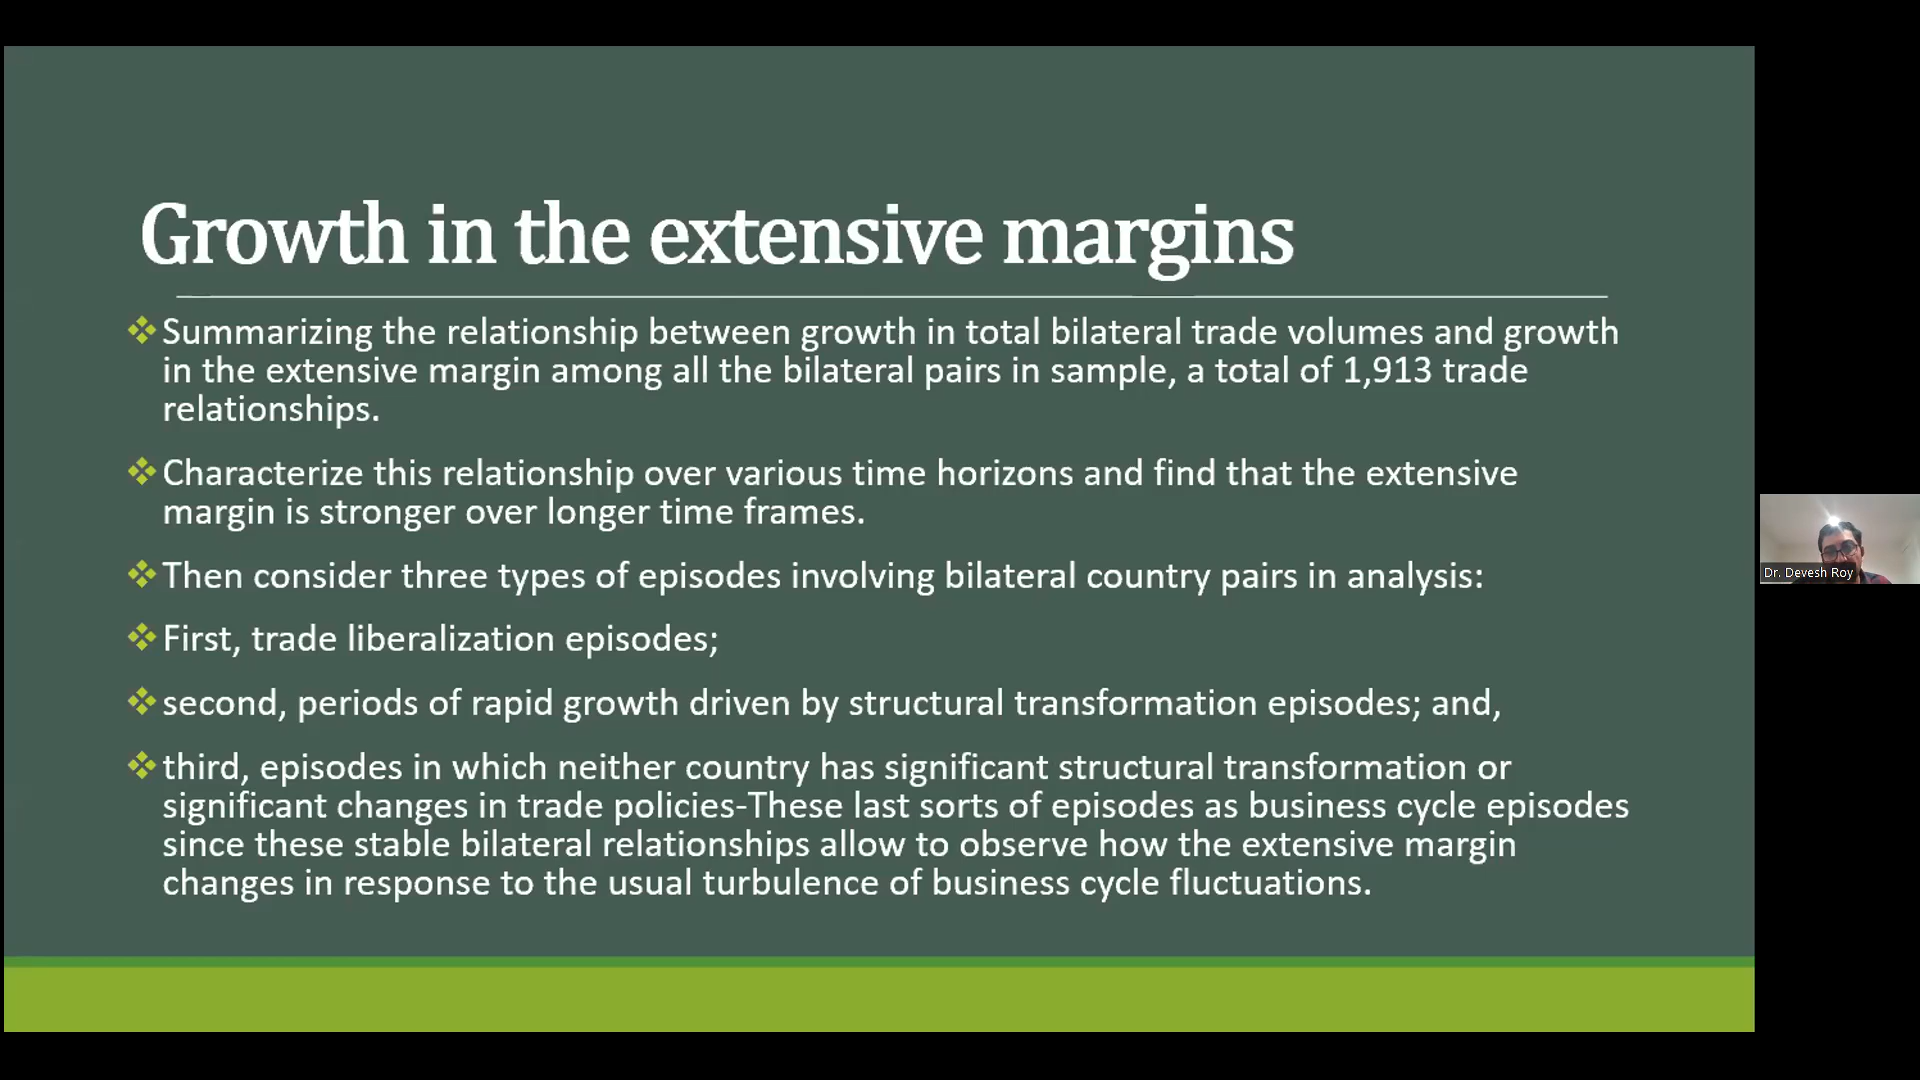 Growth in the extensive margins
❖Summarizing the relationship between growth in total bilateral trade volumes and growth
in the extensive margin among all the bilateral pairs in sample, a total of 1,913 trade
relationships.
❖Characterize this relationship over various time horizons and find that the extensive
margin is stronger over longer time frames.
❖Then consider three types of episodes involving bilateral country pairs in analysis:
❖First, trade liberalization episodes;
❖second, periods of rapid growth driven by structural transformation episodes; and,
❖third, episodes in which neither country has significant structural transformation or
significant changes in trade policies-These last sorts of episodes as business cycle episodes
since these stable bilateral relationships allow to observe how the extensive margin
changes in response to the usual turbulence of business cycle fluctuations.
Dr. Devesh Roy